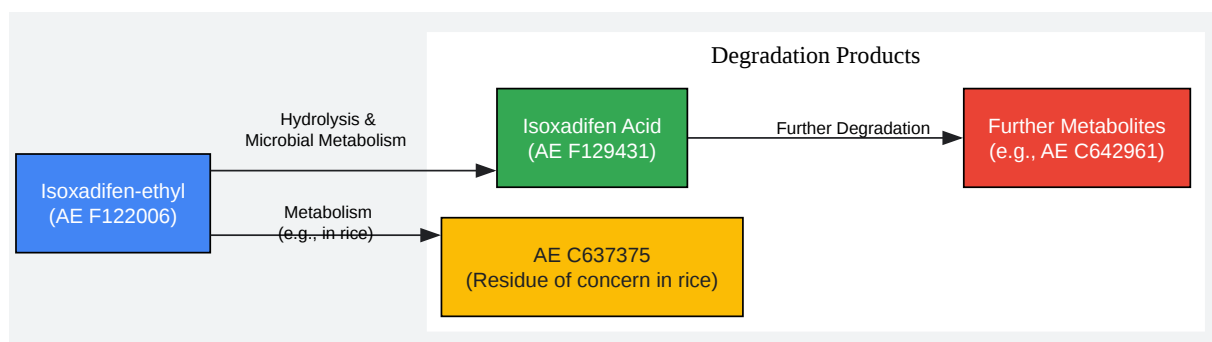 Degradation Products
Hydrolysis &
Microbial Metabolism
Isoxadifen-ethyl
(AE F122006)
Metabolism
(e.g., in rice)
Isoxadifen Acid
(AE F129431)
Further Degradation
Further Metabolites
(e.g., AE C642961)
AE C637375
(Residue of concern in rice)